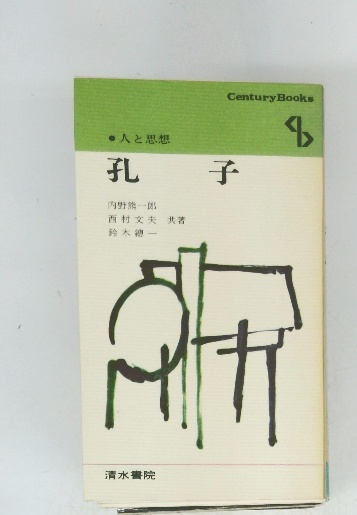 CenturyBooks
●人と思想
孔子
内野熊一郎
西村文夫 共著
鈴木總一
清水書院